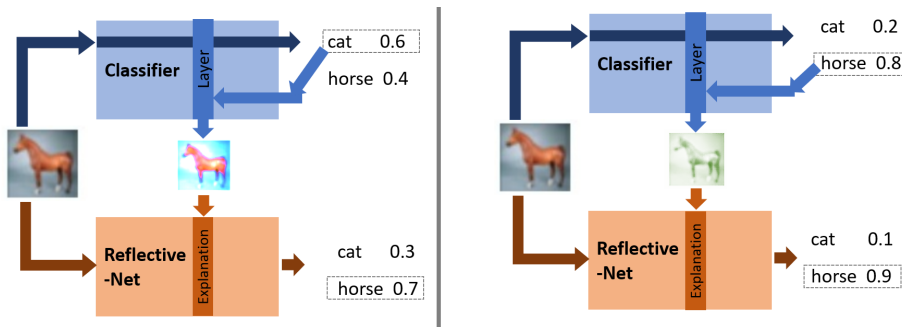 cat 0.6
Classifier
Layer
horse 0.4
Reflective
-Net
Explanation
cat 0.3
horse 0.7
cat 0.2
Classifier
Layer
horse 0.8
Reflective
-Net
Explanation
cat 0.1
horse 0.9